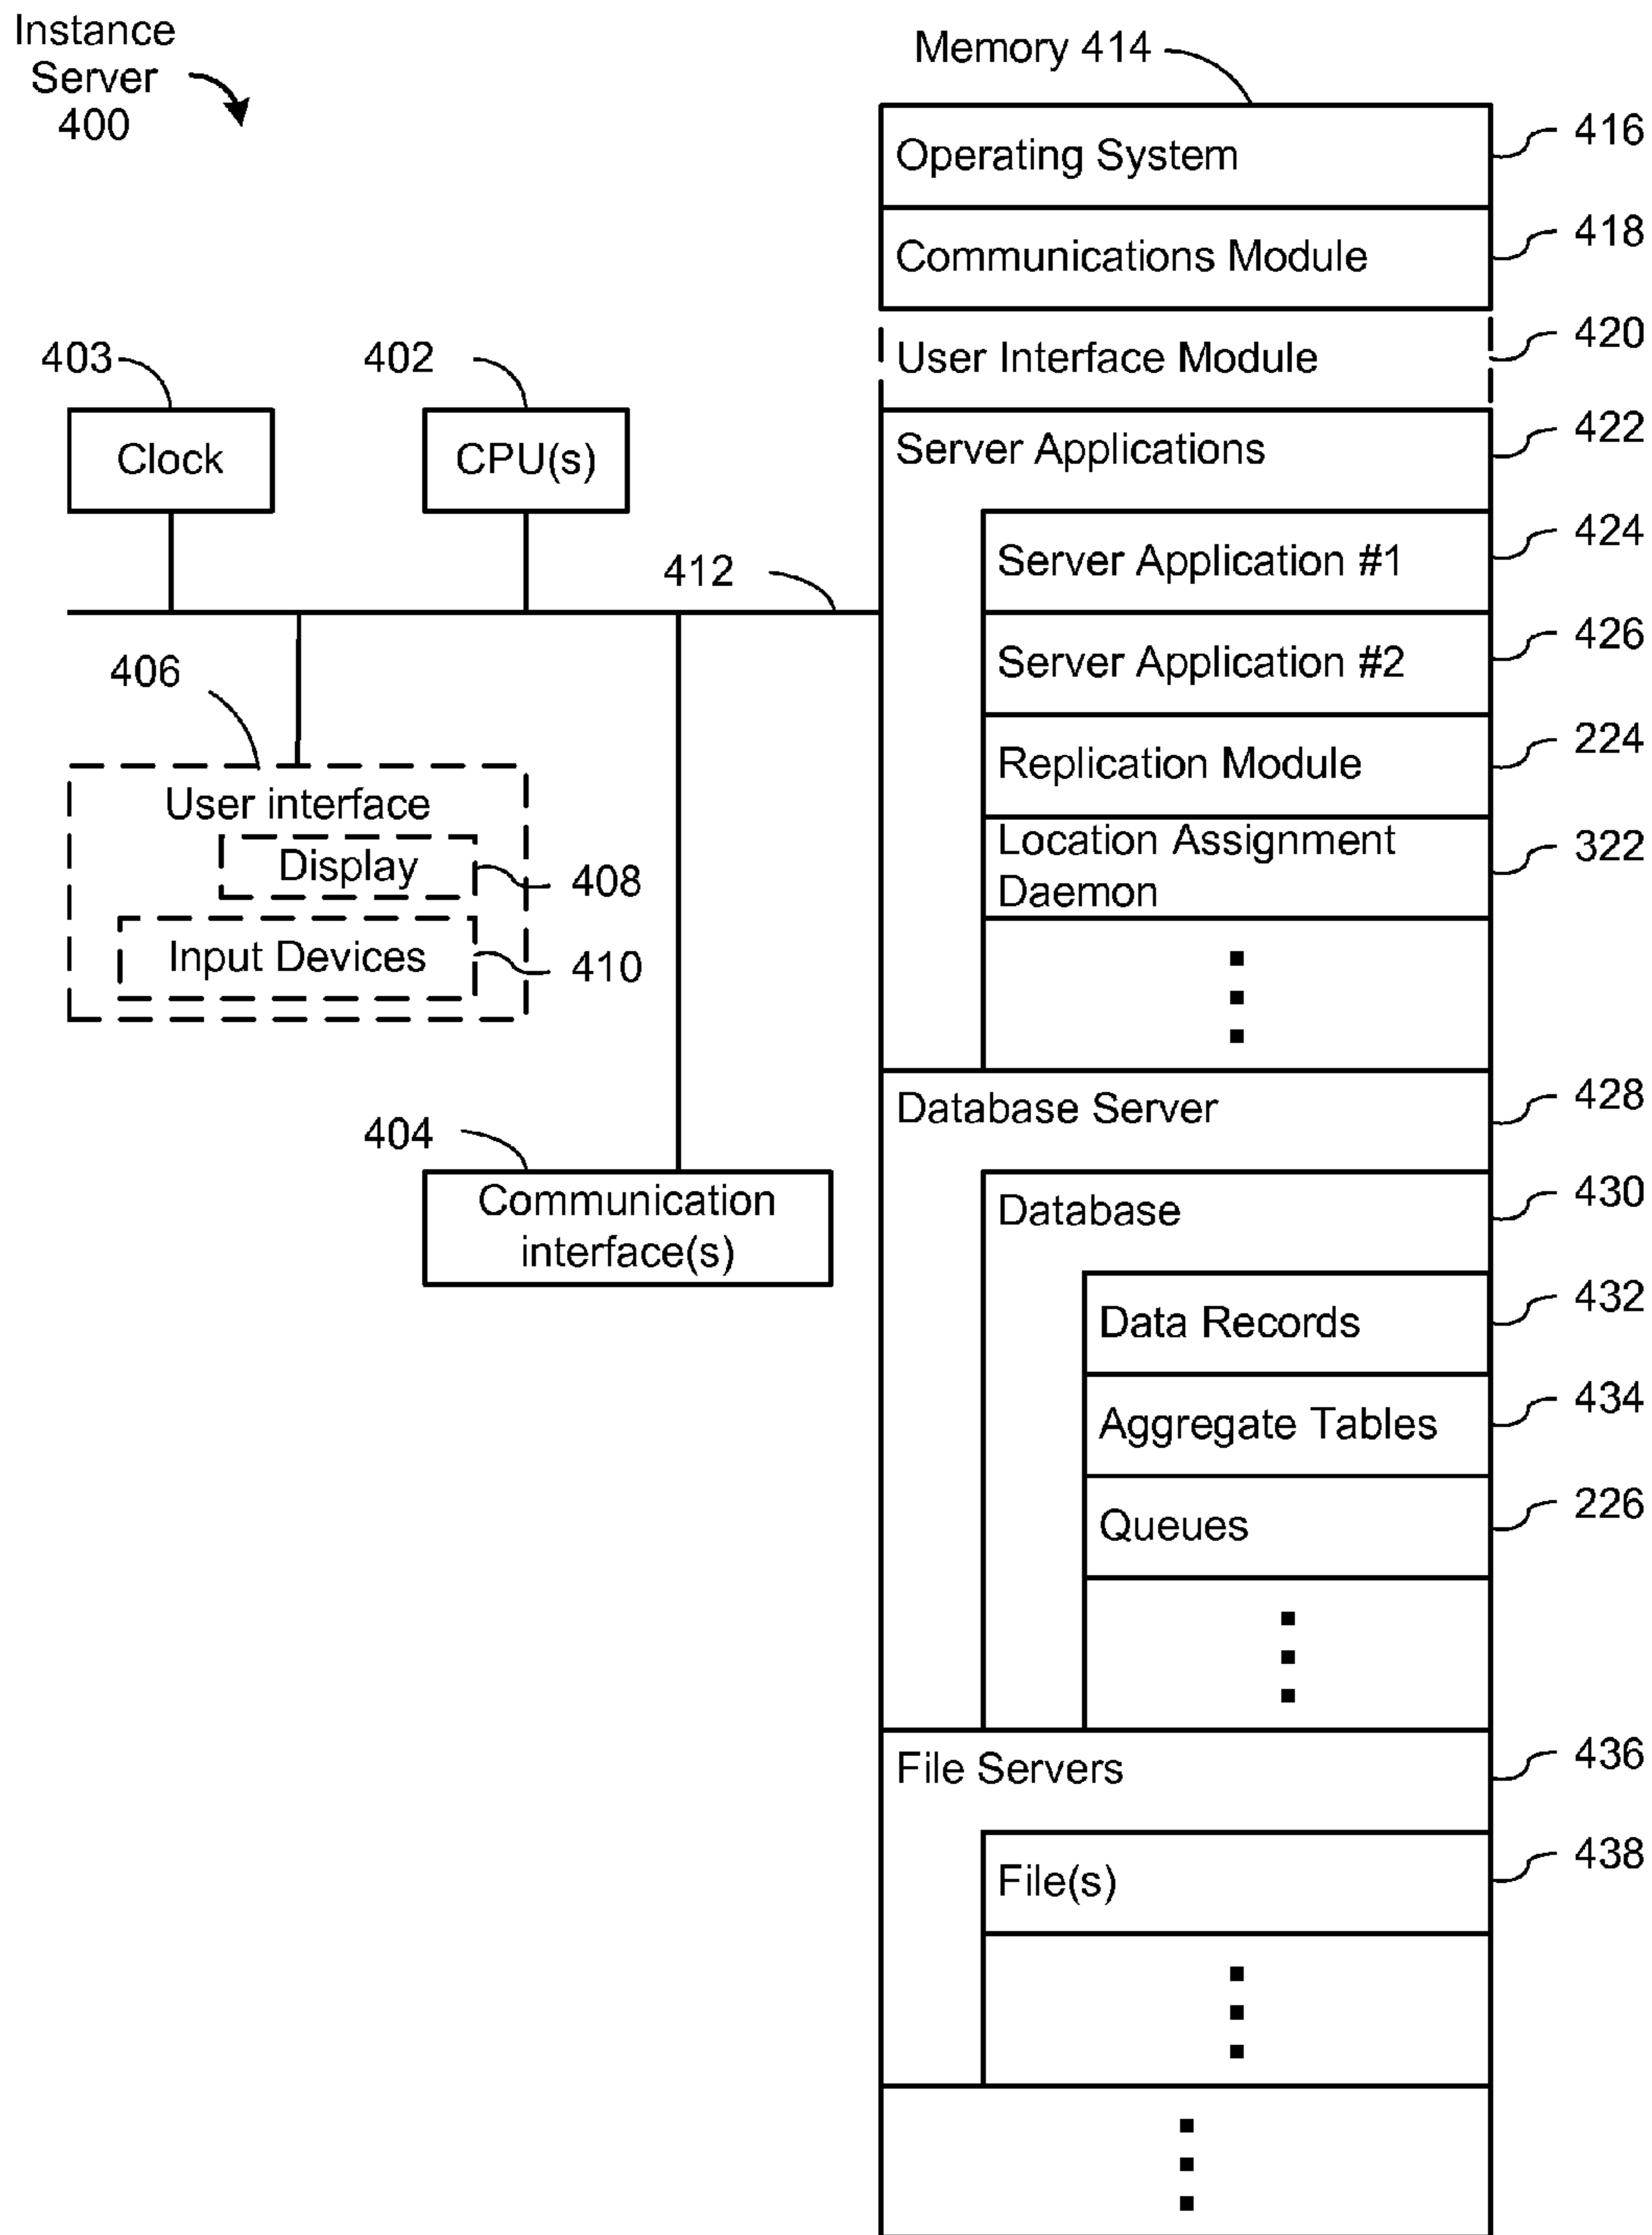 Instance
Server
400
Memory 414
Operating System
416
Communications Module
418
User Interface Module
420
403
402
Clock
CPU(s)
Server Applications
422
Server Application #1
424
412
Server Application #2
426
406
Replication Module
224
User interface
Display
408
Location Assignment
Daemon
322
Input Devices
410
Database Server
428
404
Communication
interface(s)
Database
430
Data Records
432
Aggregate Tables
434
Queues
226
File Servers
436
File(s)
438